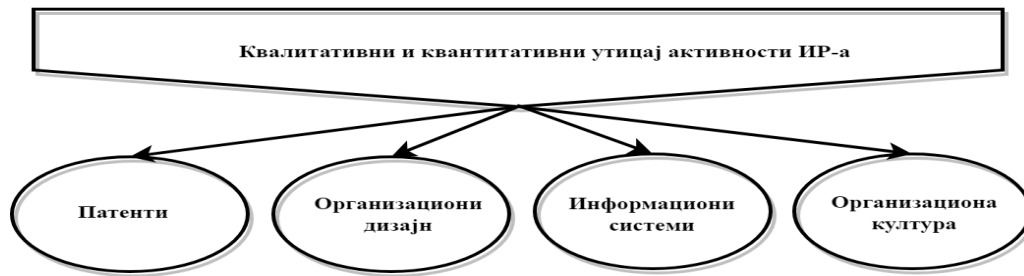 Квалитативни и квантитативни утицај активности ИР-а
Патенти
Организациони
дизајн
Информациони
системи
Организациона
култура